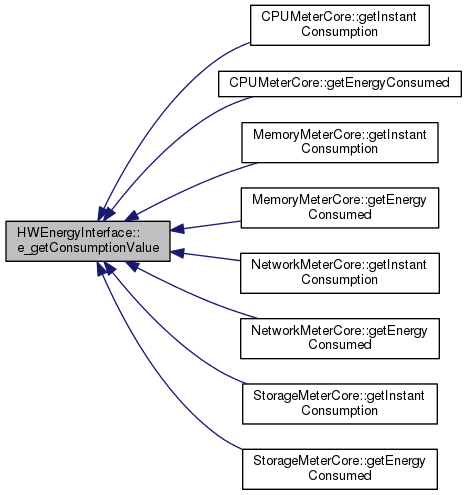 CPUMeterCore::getInstant
Consumption
CPUMeterCore::getEnergyConsumed
MemoryMeterCore::getInstant
Consumption
MemoryMeterCore::getEnergy
Consumed
HWEnergyInterface::
e_getConsumptionValue
NetworkMeterCore::getInstant
Consumption
NetworkMeterCore::getEnergy
Consumed
StorageMeterCore::getInstant
Consumption
StorageMeterCore::getEnergy
Consumed